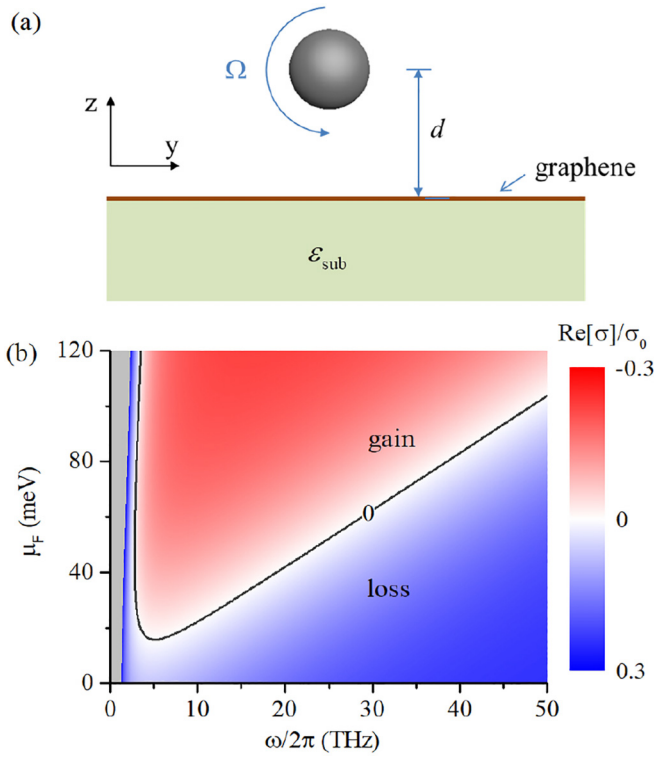 (a)
Ω
d
z
y
graphene
ε_sub
(b)
Re[σ]/σ₀
120
80
40
0
μ_F (meV)
gain
0
loss
-0.3
0
0.3
0 10 20 30 40 50
ω/2π (THz)